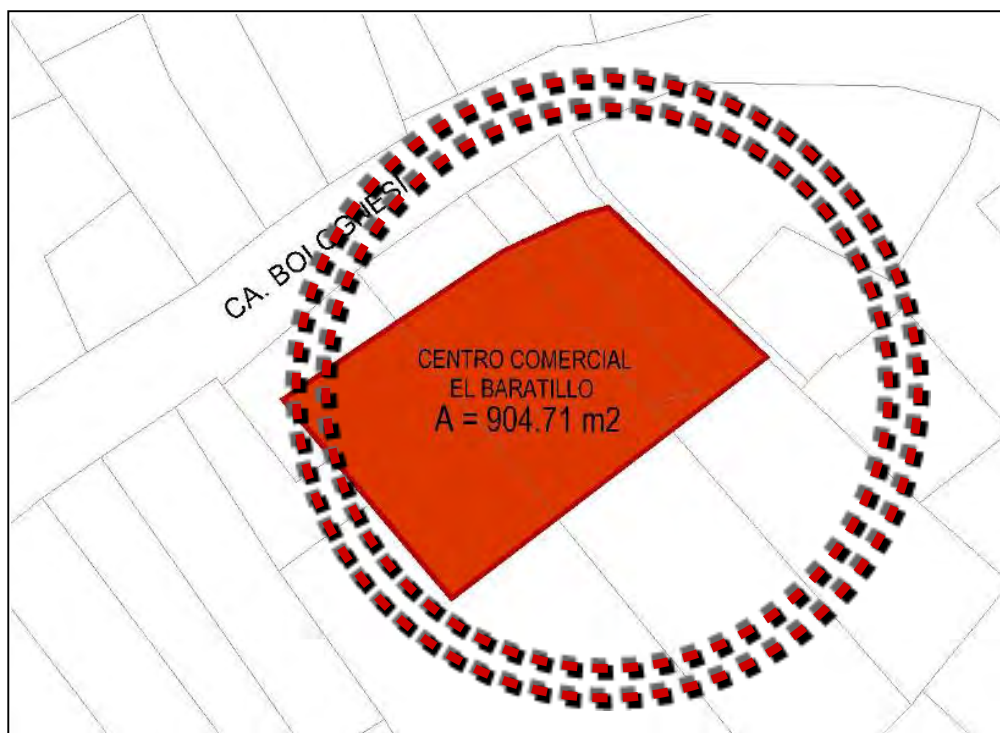 CA. BOLOGNESI
CENTRO COMERCIAL
EL BARATILLO
A = 904.71 m2